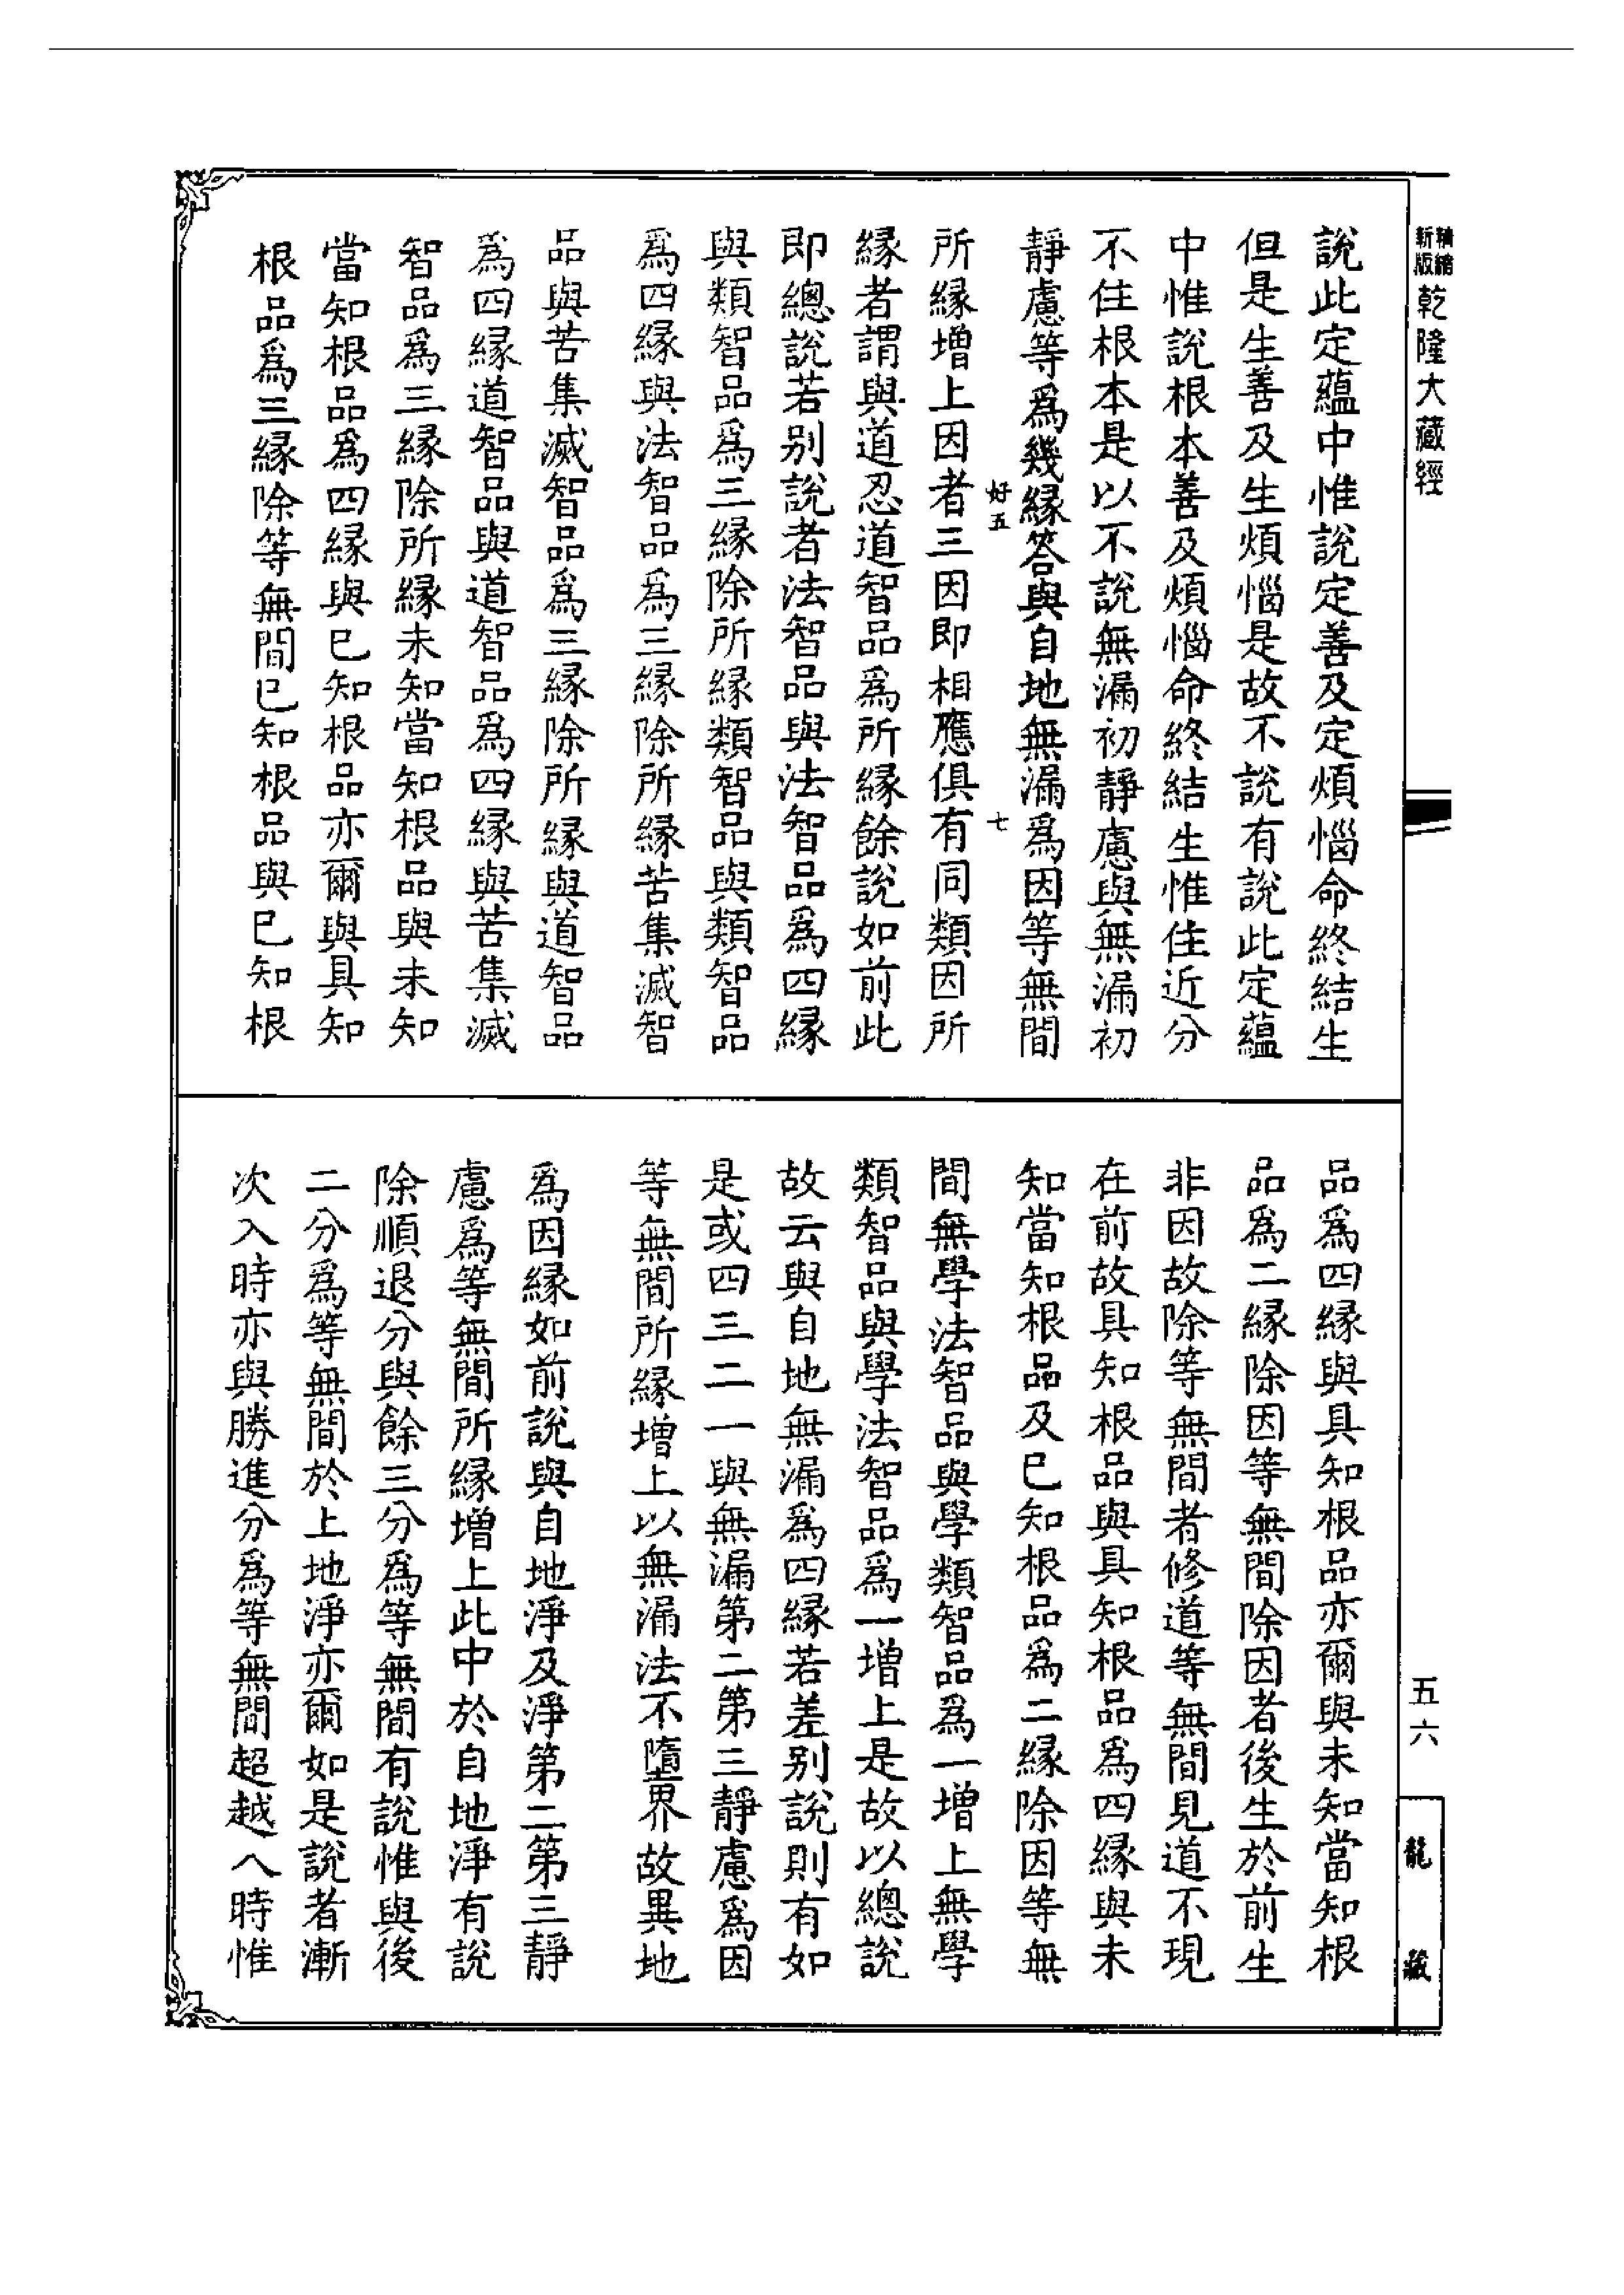 精縮新版乾隆大藏經
說此定蘊中惟說定善及定煩惱命終結生
但是生善及生煩惱是故不說有說此定蘊
中惟說根本善及煩惱命終結生惟住近分
不住根本是以不說無漏初靜慮與無漏初
靜慮等爲幾緣答與自地無漏爲因等無間
好五 七
所緣增上因者三因即相應俱有同類因所
緣者謂與道忍道智品爲所緣餘說如前此
即總說若别說者法智品與法智品爲四緣
與類智品爲三緣除所緣類智品與類智品
爲四緣與法智品爲三緣除所緣苦集滅智
品與苦集滅智品爲三緣除所緣與道智品
爲四緣道智品與道智品爲四緣與苦集滅
智品爲三緣除所緣未知當知根品與未知
當知根品爲四緣與已知根品亦爾與具知
根品爲三緣除等無間已知根品與已知根
品爲四緣與具知根品亦爾與未知當知根
品爲二緣除因等無間除因者後生於前生
非因故除等無間者修道等無間見道不現
在前故具知根品與具知根品爲四緣與未
知當知根品及已知根品爲二緣除因等無
間無學法智品與學類智品爲一增上無學
類智品與學法智品爲一增上是故以總說
故云與自地無漏爲四緣若差别說則有如
是或四三二一與無漏第二第三靜慮爲因
等無間所緣增上以無漏法不墮界故異地
爲因緣如前說與自地淨及淨第二第三靜
慮爲等無間所緣增上此中於自地淨有說
除順退分與餘三分爲等無間有說惟與後
二分爲等無間於上地淨亦爾如是說者漸
次入時亦與勝進分爲等無間超越入時惟
五六
龍藏